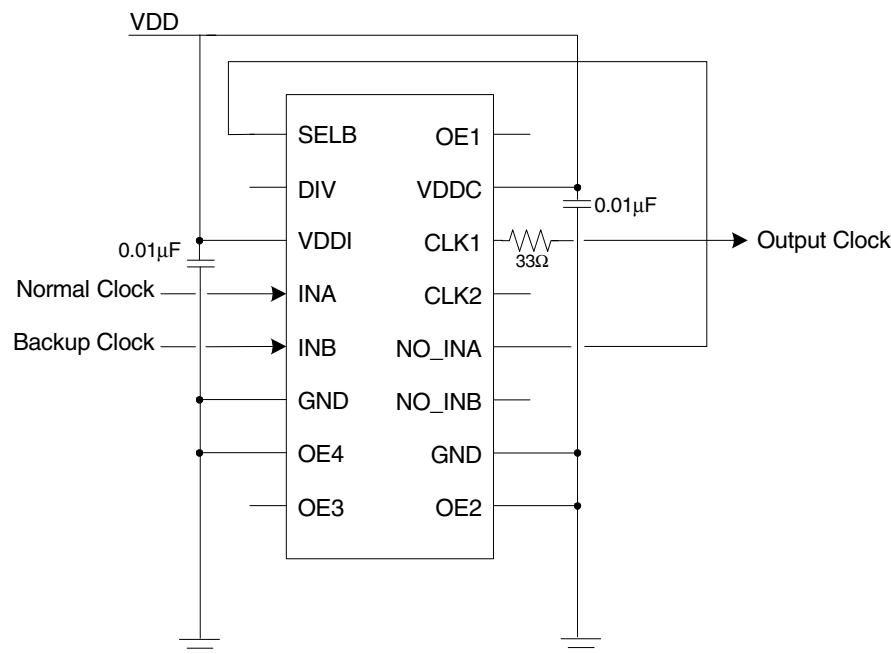 VDD
SELB
DIV
VDDI
INA
INB
GND
OE4
OE3
OE1
VDDC
CLK1
CLK2
NO_INA
NO_INB
GND
OE2
0.01μF
Normal Clock
Backup Clock
0.01μF
33Ω
Output Clock